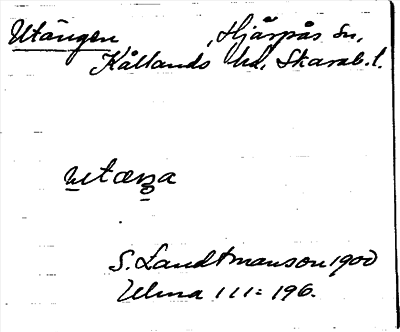 Utängen Hjärpås Sn.
Kållands hd. Skarab. l.
utæŋa
S. Landtmanson 1900
Ulma 111: 196.